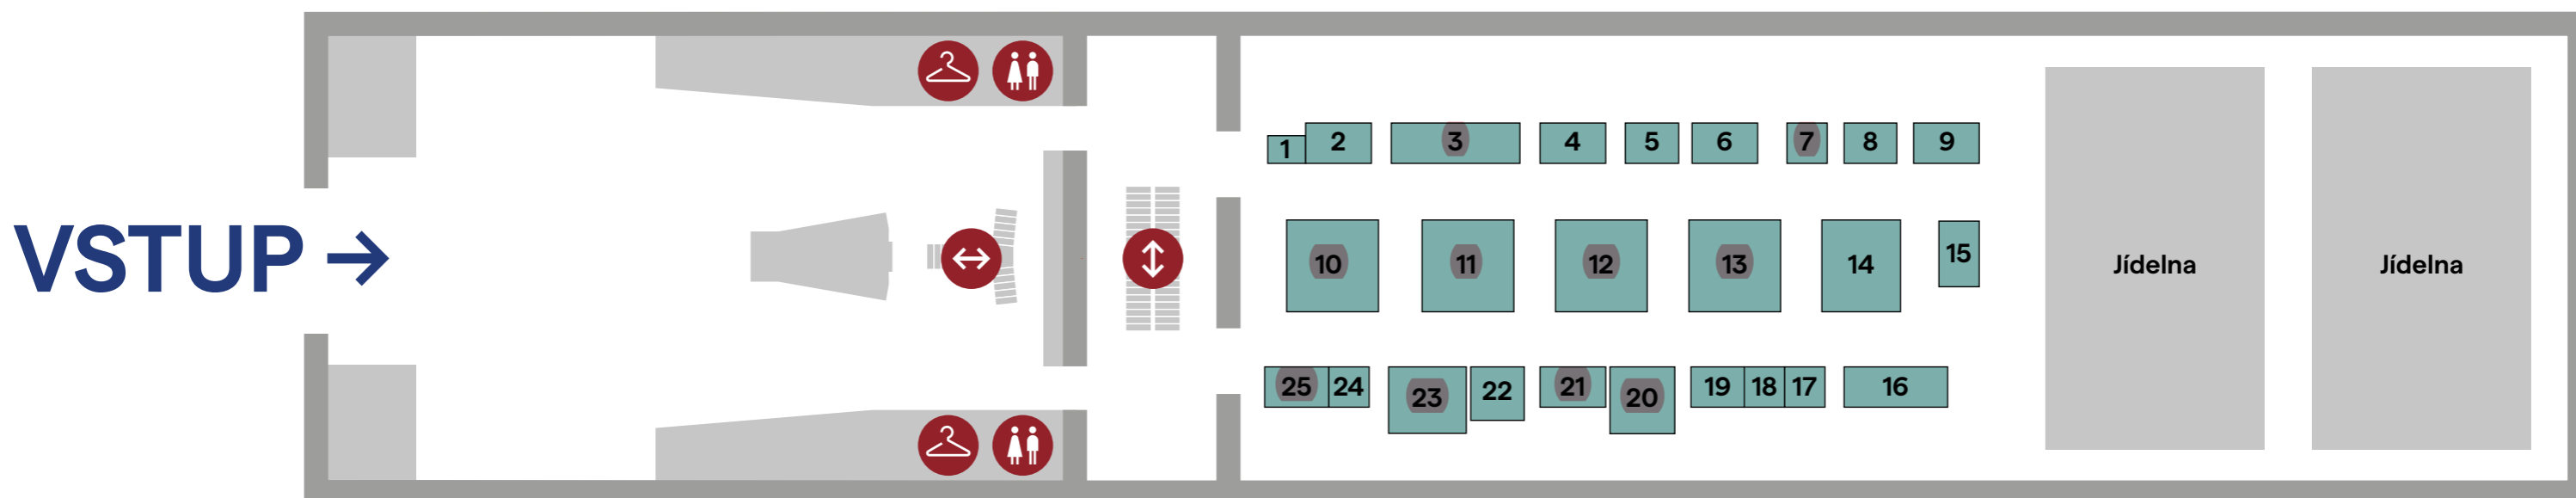 1 2 3 4 5 6 7 8 9
VSTUP →
10 11 12 13 14 15 Jídelna Jídelna
25 24 23 22 21 20 19 18 17 16